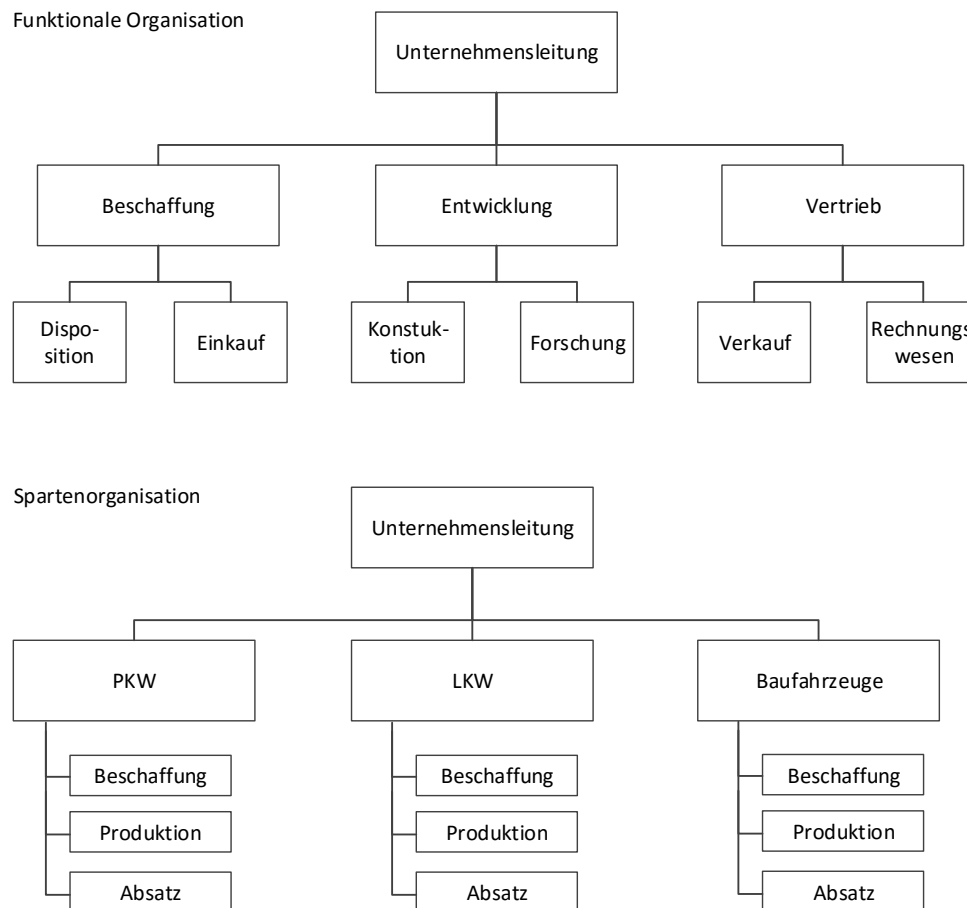 Funktionale Organisation
Unternehmensleitung
Beschaffung
Entwicklung
Vertrieb
Dispo-
sition
Einkauf
Konstuk-
tion
Forschung
Verkauf
Rechnungs
wesen
Spartenorganisation
Unternehmensleitung
PKW
LKW
Baufahrzeuge
Beschaffung
Beschaffung
Beschaffung
Produktion
Produktion
Produktion
Absatz
Absatz
Absatz